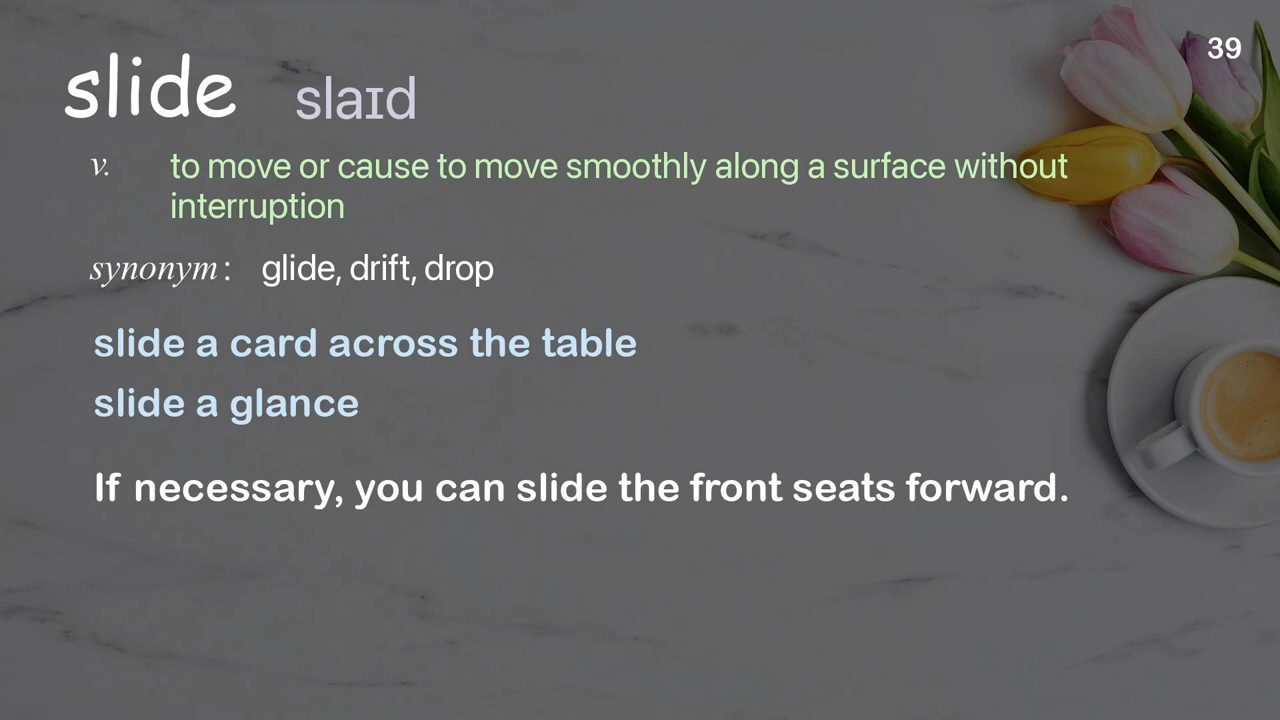 39
slide slaɪd
v. to move or cause to move smoothly along a surface without
interruption
synonym: glide, drift, drop
slide a card across the table
slide a glance
If necessary, you can slide the front seats forward.